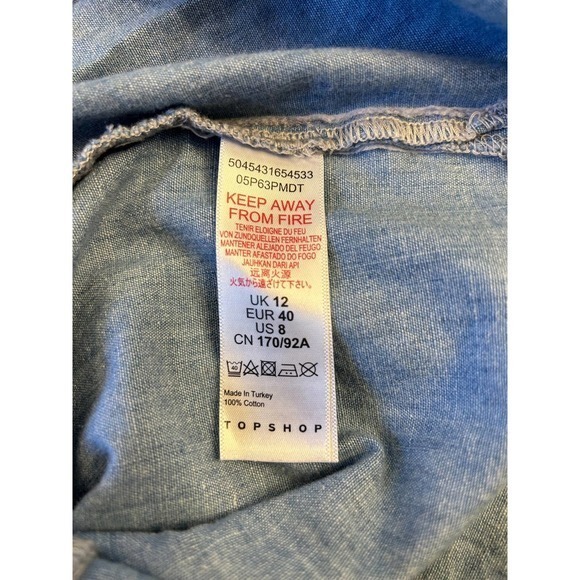 5045431654533
05P63PMDT
KEEP AWAY
FROM FIRE
TENIR ELOIGNE DU FEU
VON ZUNDQUELLEN FERNHALTEN
MANTENER ALEJADO DEL FEUGO
MANTER AFASTADO DO FOGO
JAUHKAN DARI API
远离火源
火気から遠ざけて下さい。
UK 12
EUR 40
US 8
CN 170/92A
40
Made In Turkey
100% Cotton
TOPSHOP